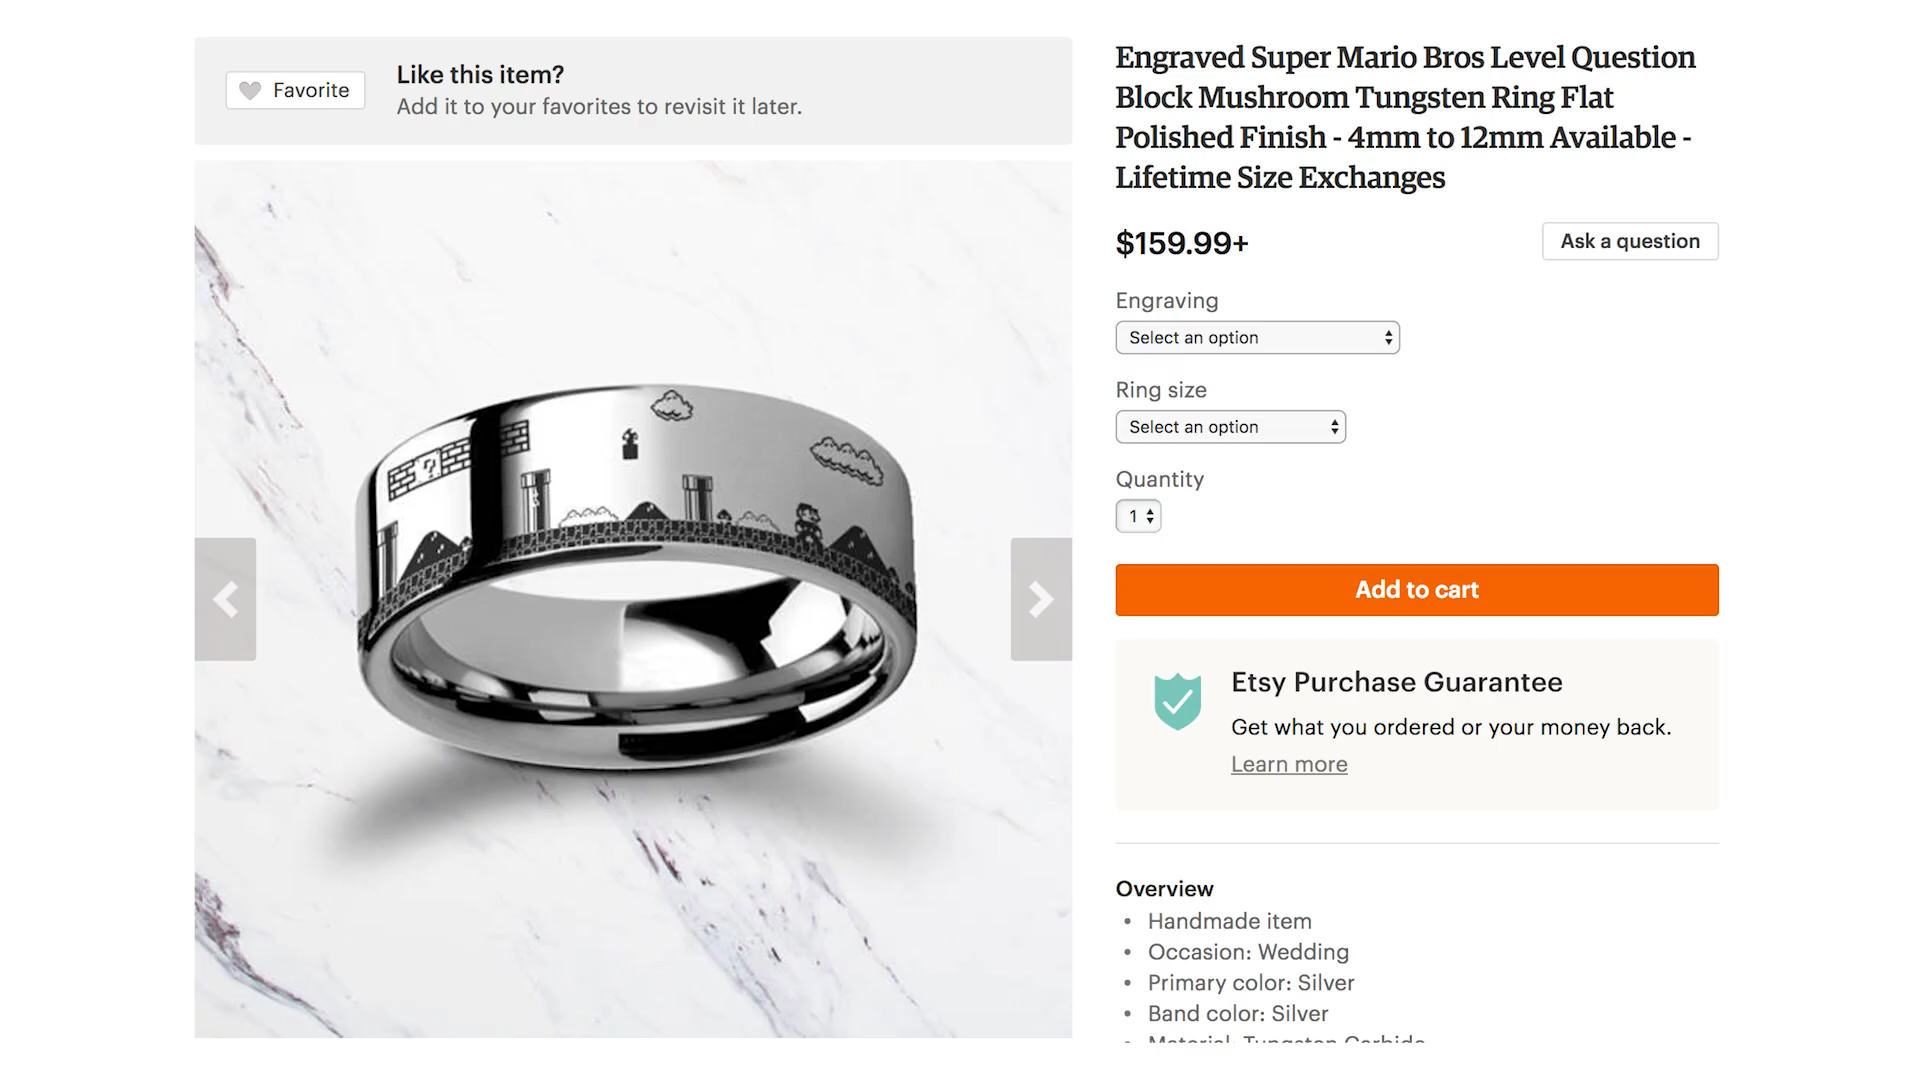 Favorite
Like this item?
Add it to your favorites to revisit it later.
Engraved Super Mario Bros Level Question
Block Mushroom Tungsten Ring Flat
Polished Finish - 4mm to 12mm Available -
Lifetime Size Exchanges
$159.99+
Ask a question
Engraving
Select an option
Ring size
Select an option
Quantity
1
Add to cart
Etsy Purchase Guarantee
Get what you ordered or your money back.
Learn more
Overview
• Handmade item
• Occasion: Wedding
• Primary color: Silver
• Band color: Silver
• Material: Tungsten Carbide
?